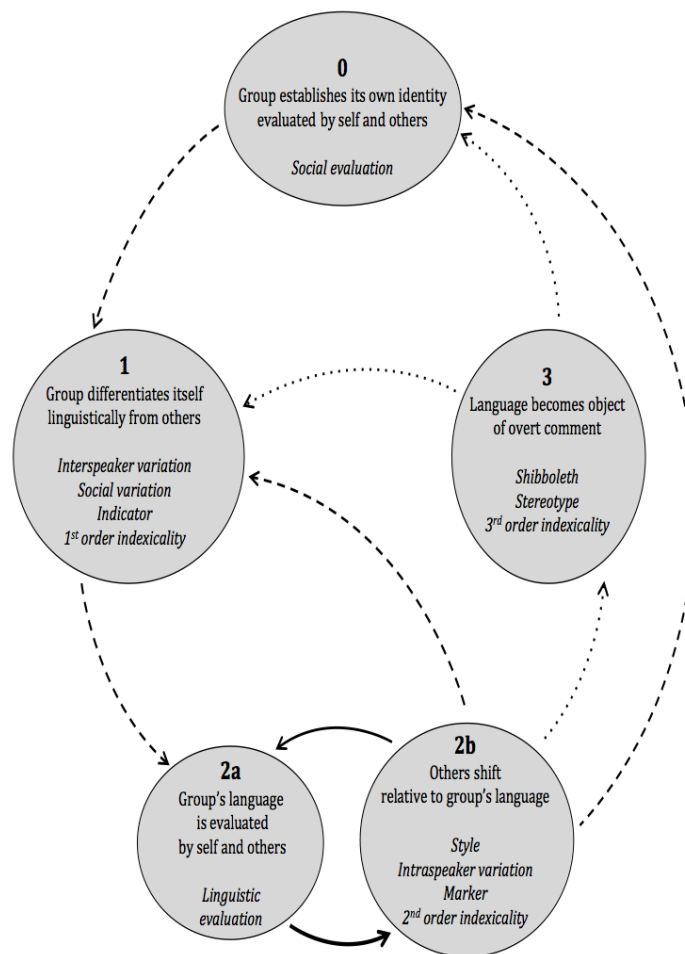 0
Group establishes its own identity
evaluated by self and others
Social evaluation
1
Group differentiates itself
linguistically from others
Interspeaker variation
Social variation
Indicator
1st order indexicality
3
Language becomes object
of overt comment
Shibboleth
Stereotype
3rd order indexicality
2a
Group's language
is evaluated
by self and others
Linguistic
evaluation
2b
Others shift
relative to group's language
Style
Intraspeaker variation
Marker
2nd order indexicality